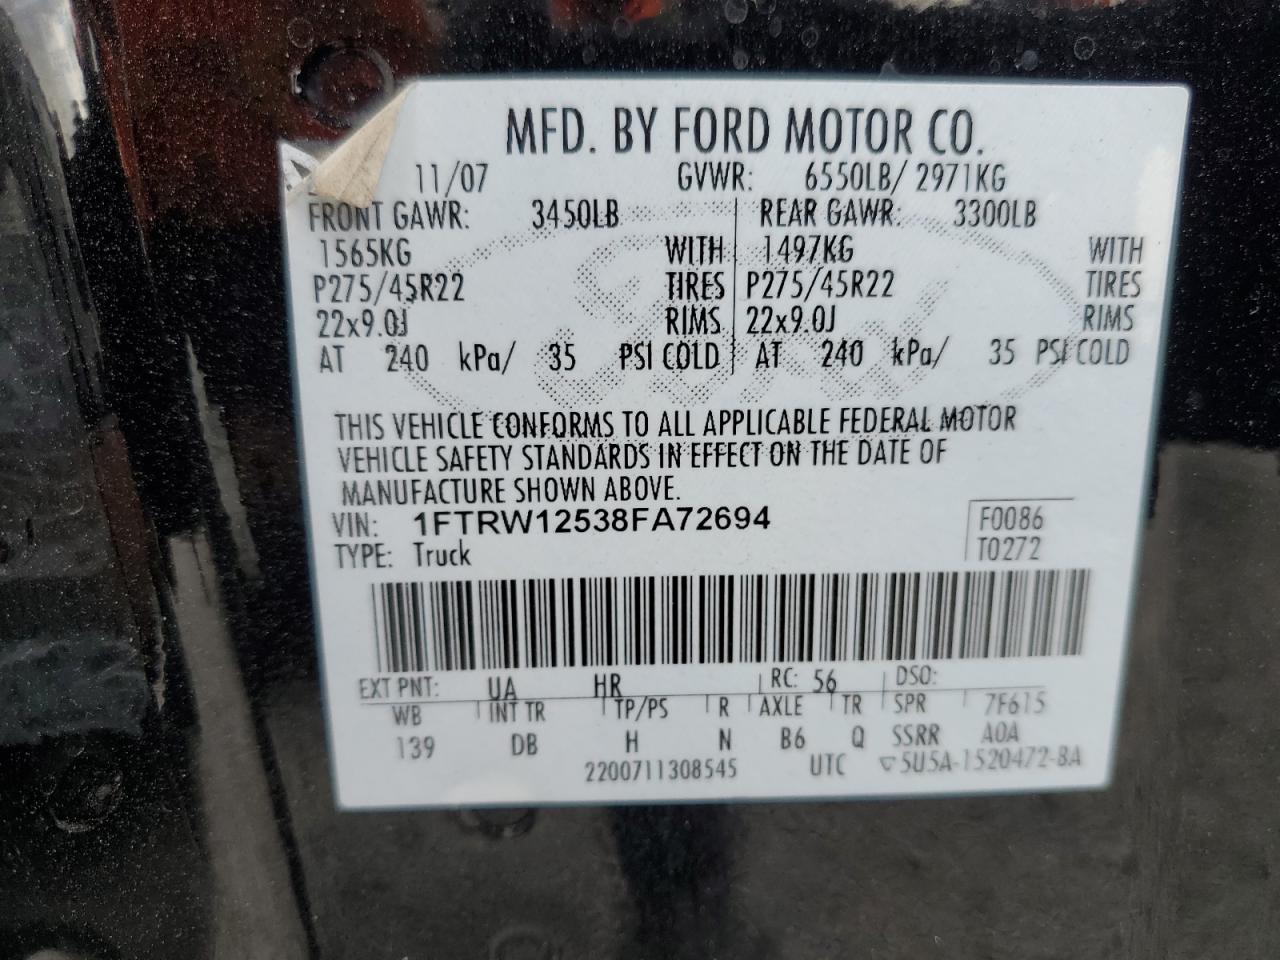 MFD. BY FORD MOTOR CO.
11/07 GVWR: 6550LB/ 2971KG
FRONT GAWR: 3450LB REAR GAWR: 3300LB
1565KG WITH 1497KG WITH
P275/45R22 TIRES P275/45R22 TIRES
22x9.0J RIMS 22x9.0J RIMS
AT 240 kPa/ 35 PSI COLD AT 240 kPa/ 35 PSI COLD
THIS VEHICLE CONFORMS TO ALL APPLICABLE FEDERAL MOTOR
VEHICLE SAFETY STANDARDS IN EFFECT ON THE DATE OF
MANUFACTURE SHOWN ABOVE.
VIN: 1FTRW12538FA72694 F0086
TYPE: Truck T0272
EXT PNT: UA HR RC: 56 DSO:
WB INT TR TP/PS R AXLE TR SPR 7F615
139 DB H N B6 Q SSRR A0A
2200711308545 UTC ▽5U5A-1520472-BA